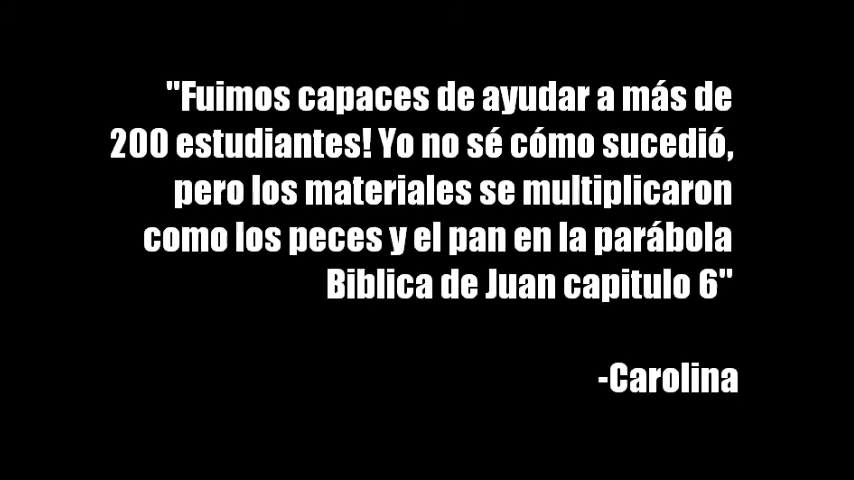 "Fuimos capaces de ayudar a más de
200 estudiantes! Yo no sé cómo sucedió,
pero los materiales se multiplicaron
como los peces y el pan en la parábola
Biblica de Juan capitulo 6"
-Carolina